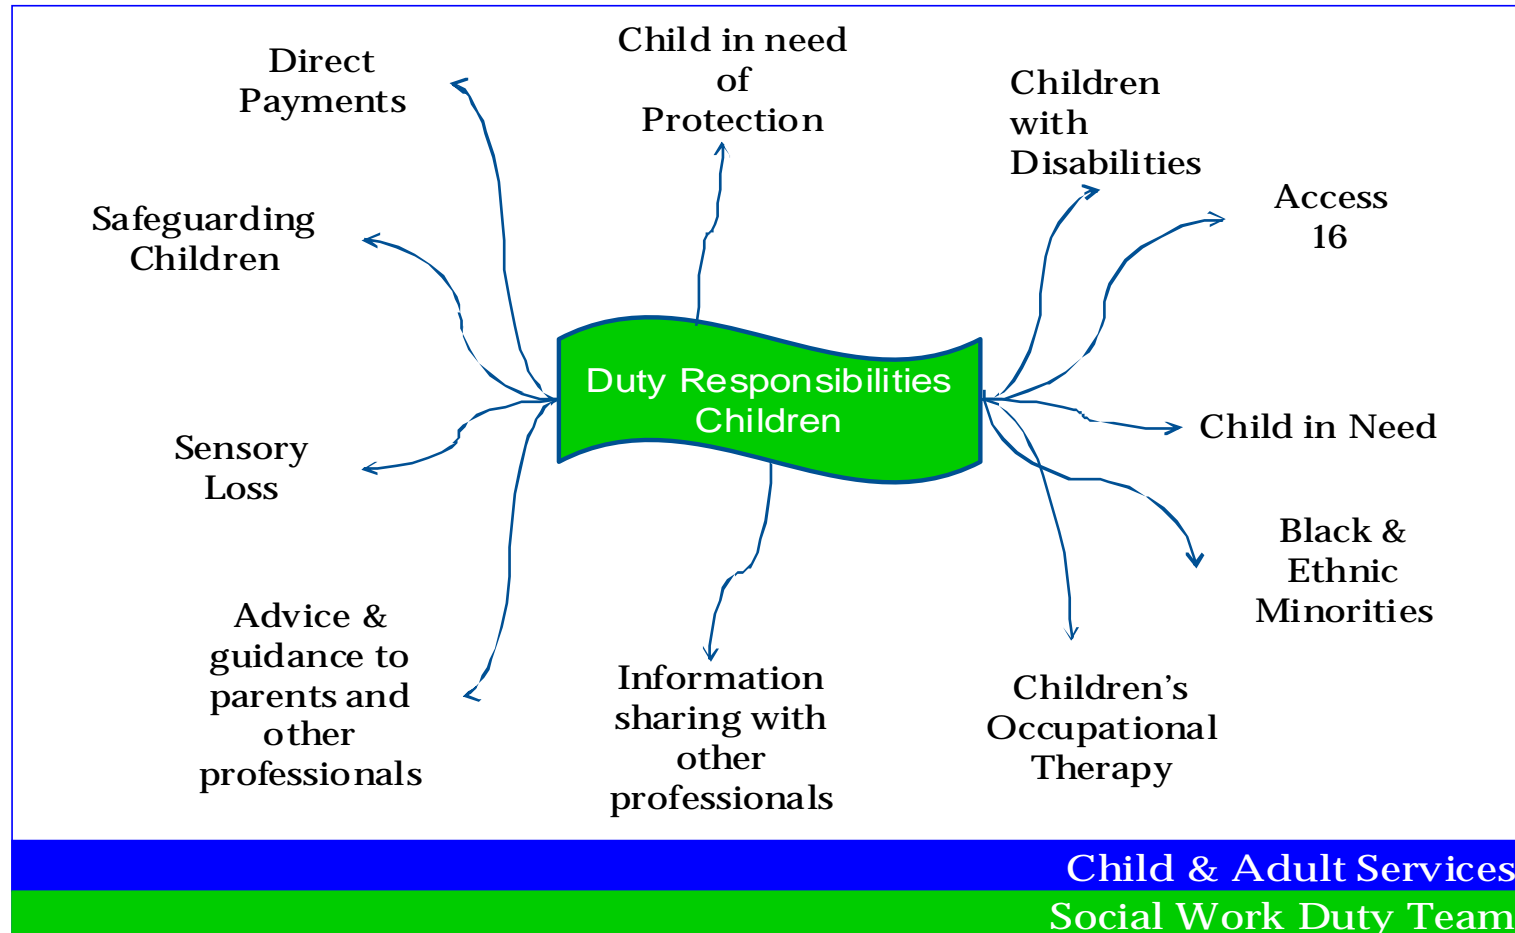 Direct
Payments
Child in need
of
Protection
Children
with
Disabilities
Access
16
Safeguarding
Children
Duty Responsibilities
Children
Sensory
Loss
Child in Need
Black &
Ethnic
Minorities
Advice &
guidance to
parents and
other
professionals
Information
sharing with
other
professionals
Children’s
Occupational
Therapy
Child & Adult Services
Social Work Duty Team